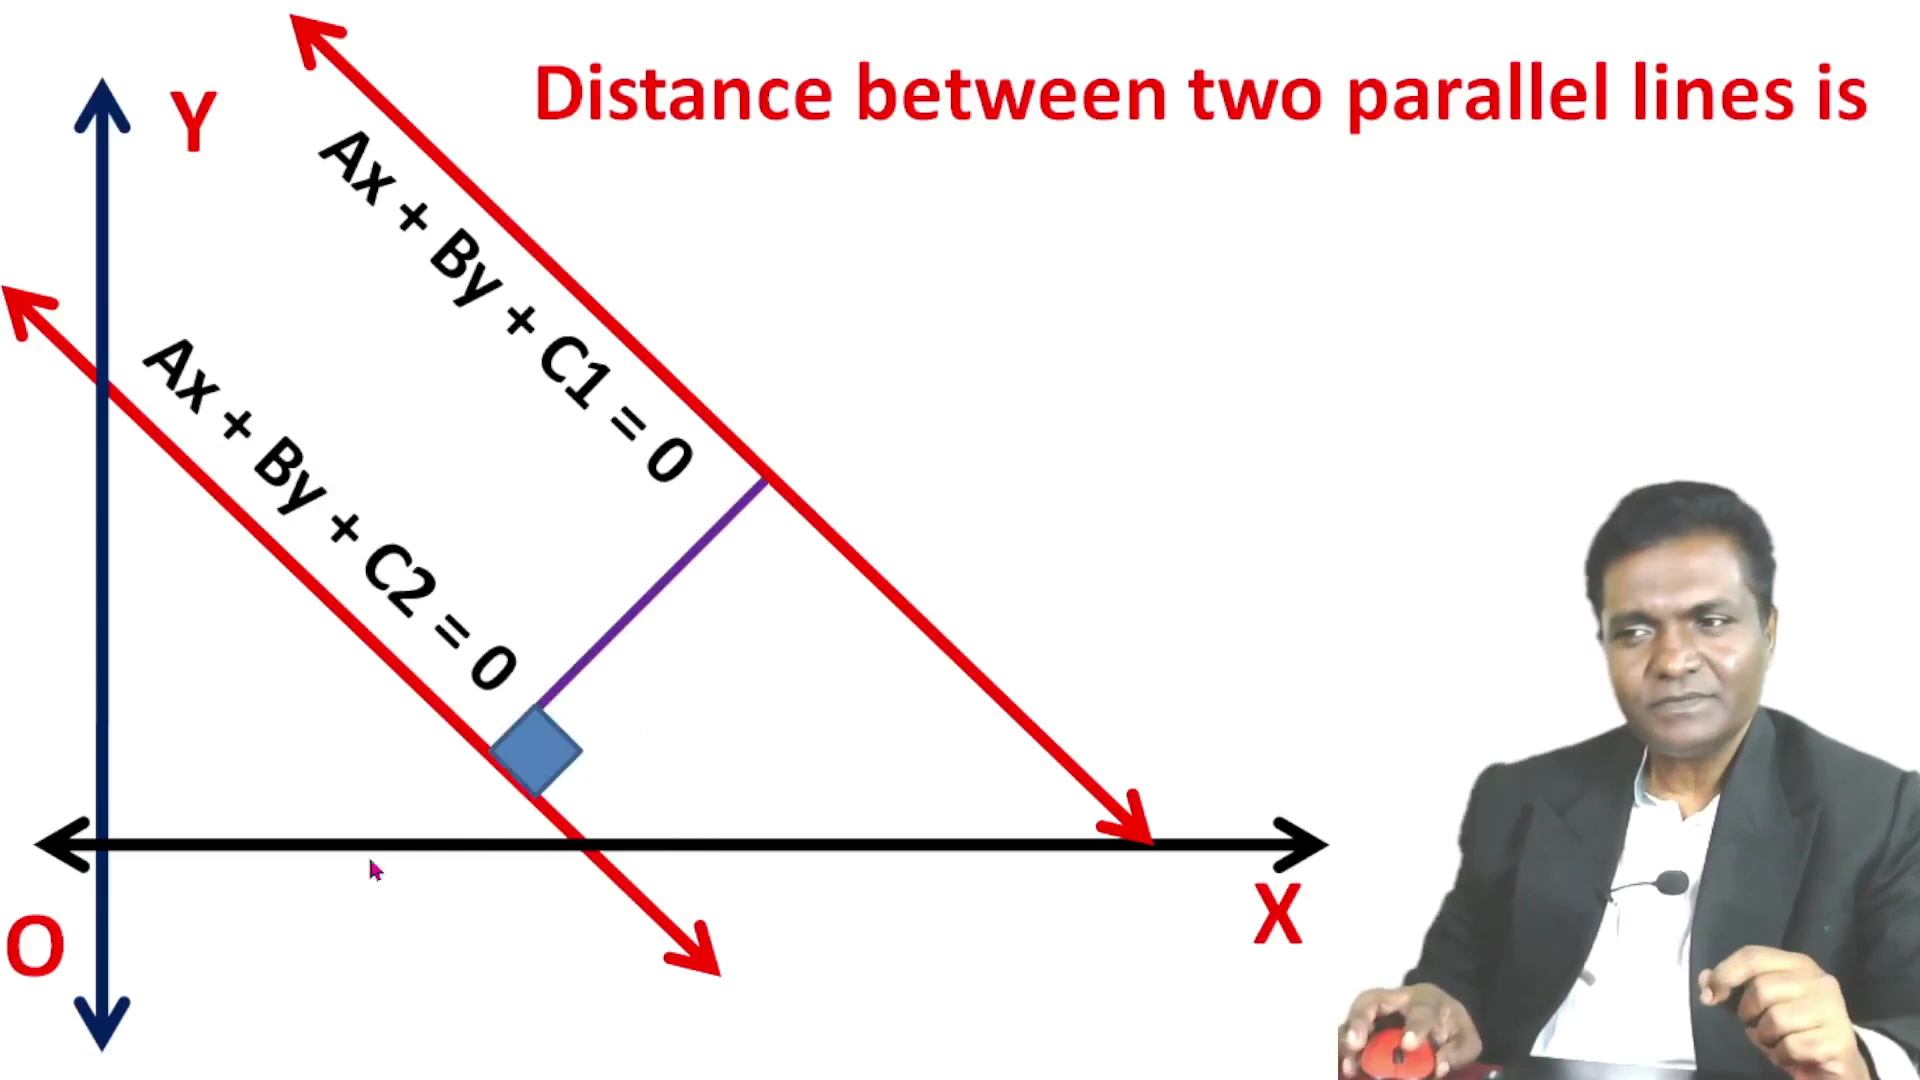 Distance between two parallel lines is
Y
Ax + By + C1 = 0
Ax + By + C2 = 0
X
O